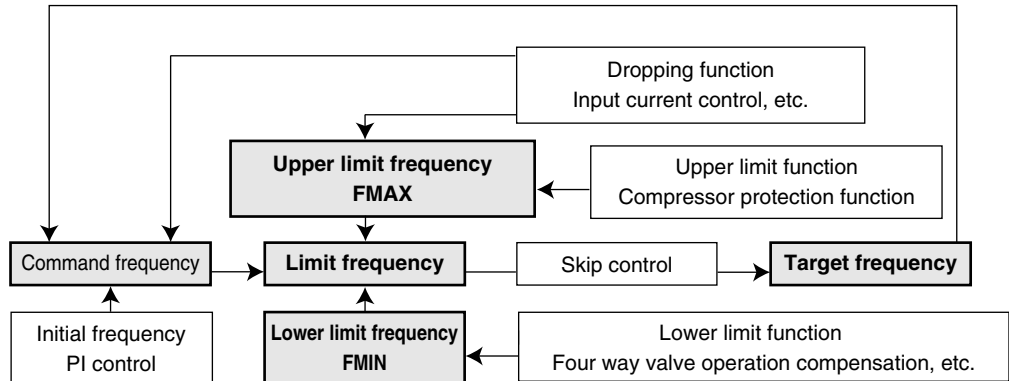 Dropping function
Input current control, etc.
Upper limit frequency
FMAX
Upper limit function
Compressor protection function
Command frequency
Limit frequency
Skip control
Target frequency
Initial frequency
PI control
Lower limit frequency
FMIN
Lower limit function
Four way valve operation compensation, etc.